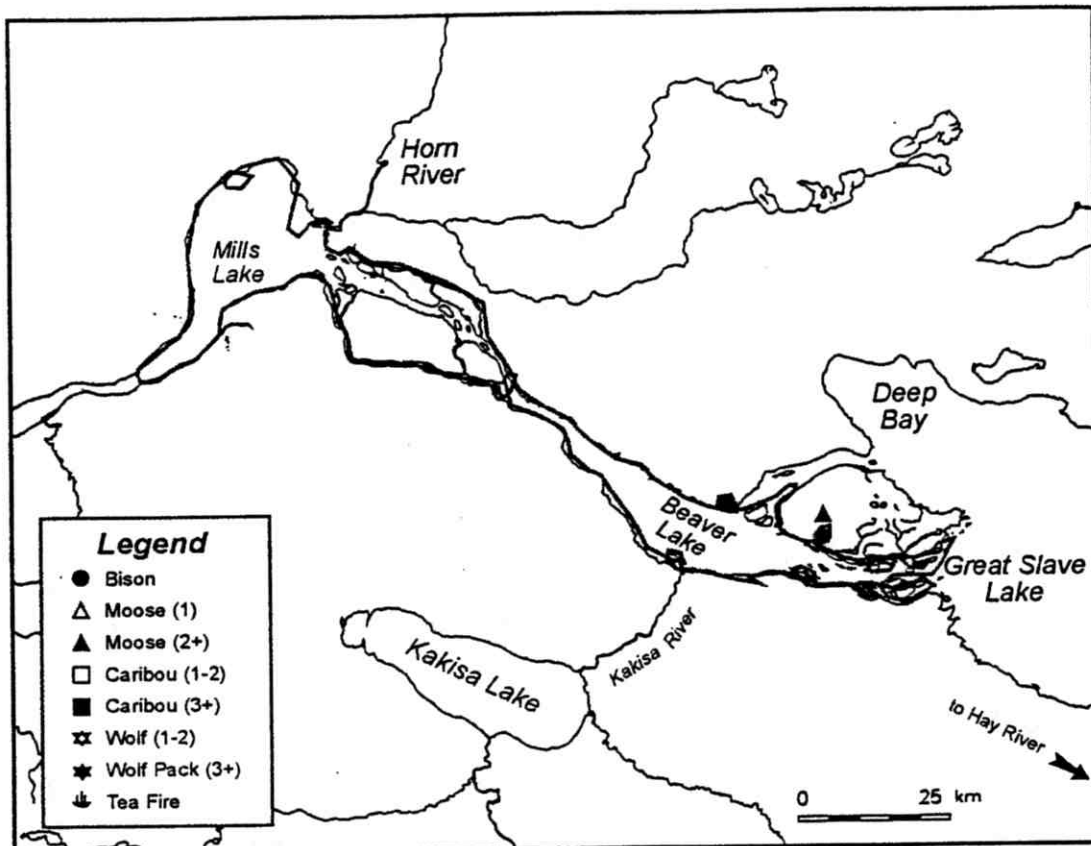 Horn
River
Mills
Lake
Deep
Bay
Beaver
Lake
Great Slave
Lake
Kakisa Lake
Kakisa River
to Hay River
0 25 km
Legend
Bison
Moose (1)
Moose (2+)
Caribou (1-2)
Caribou (3+)
Wolf (1-2)
Wolf Pack (3+)
Tea Fire